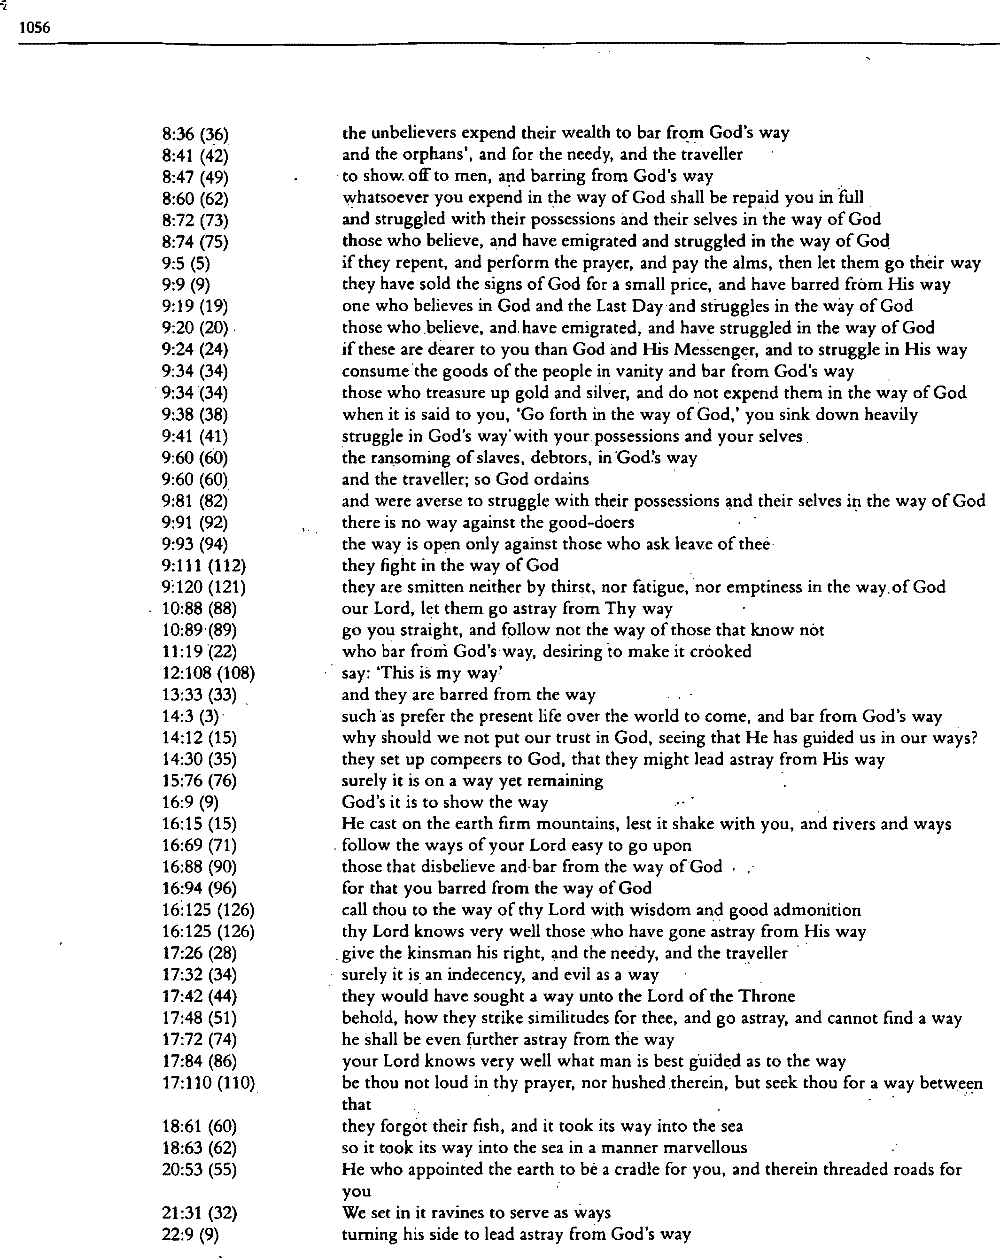 1056
8:36 (36) the unbelievers expend their wealth to bar from God's way
8:41 (42) and the orphans', and for the needy, and the traveller
8:47 (49) to show off to men, and barring from God's way
8:60 (62) whatsoever you expend in the way of God shall be repaid you in full
8:72 (73) and struggled with their possessions and their selves in the way of God
8:74 (75) those who believe, and have emigrated and struggled in the way of God
9:5 (5) if they repent, and perform the prayer, and pay the alms, then let them go their way
9:9 (9) they have sold the signs of God for a small price, and have barred from His way
9:19 (19) one who believes in God and the Last Day and struggles in the way of God
9:20 (20) those who believe, and have emigrated, and have struggled in the way of God
9:24 (24) if these are dearer to you than God and His Messenger, and to struggle in His way
9:34 (34) consume the goods of the people in vanity and bar from God's way
9:34 (34) those who treasure up gold and silver, and do not expend them in the way of God
9:38 (38) when it is said to you, 'Go forth in the way of God,' you sink down heavily
9:41 (41) struggle in God's way with your possessions and your selves
9:60 (60) the ransoming of slaves, debtors, in God's way
9:60 (60) and the traveller; so God ordains
9:81 (82) and were averse to struggle with their possessions and their selves in the way of God
9:91 (92) there is no way against the good-doers
9:93 (94) the way is open only against those who ask leave of thee
9:111 (112) they fight in the way of God
9:120 (121) they are smitten neither by thirst, nor fatigue, nor emptiness in the way of God
10:88 (88) our Lord, let them go astray from Thy way
10:89 (89) go you straight, and follow not the way of those that know not
11:19 (22) who bar from God's way, desiring to make it crooked
12:108 (108) say: 'This is my way'
13:33 (33) and they are barred from the way
14:3 (3) such as prefer the present life over the world to come, and bar from God's way
14:12 (15) why should we not put our trust in God, seeing that He has guided us in our ways?
14:30 (35) they set up compeers to God, that they might lead astray from His way
15:76 (76) surely it is on a way yet remaining
16:9 (9) God's it is to show the way
16:15 (15) He cast on the earth firm mountains, lest it shake with you, and rivers and ways
16:69 (71) follow the ways of your Lord easy to go upon
16:88 (90) those that disbelieve and bar from the way of God
16:94 (96) for that you barred from the way of God
16:125 (126) call thou to the way of thy Lord with wisdom and good admonition
16:125 (126) thy Lord knows very well those who have gone astray from His way
17:26 (28) give the kinsman his right, and the needy, and the traveller
17:32 (34) surely it is an indecency, and evil as a way
17:42 (44) they would have sought a way unto the Lord of the Throne
17:48 (51) behold, how they strike similitudes for thee, and go astray, and cannot find a way
17:72 (74) he shall be even further astray from the way
17:84 (86) your Lord knows very well what man is best guided as to the way
17:110 (110) be thou not loud in thy prayer, nor hushed therein, but seek thou for a way between
that
18:61 (60) they forgot their fish, and it took its way into the sea
18:63 (62) so it took its way into the sea in a manner marvellous
20:53 (55) He who appointed the earth to be a cradle for you, and therein threaded roads for
you
21:31 (32) We set in it ravines to serve as ways
22:9 (9) turning his side to lead astray from God's way